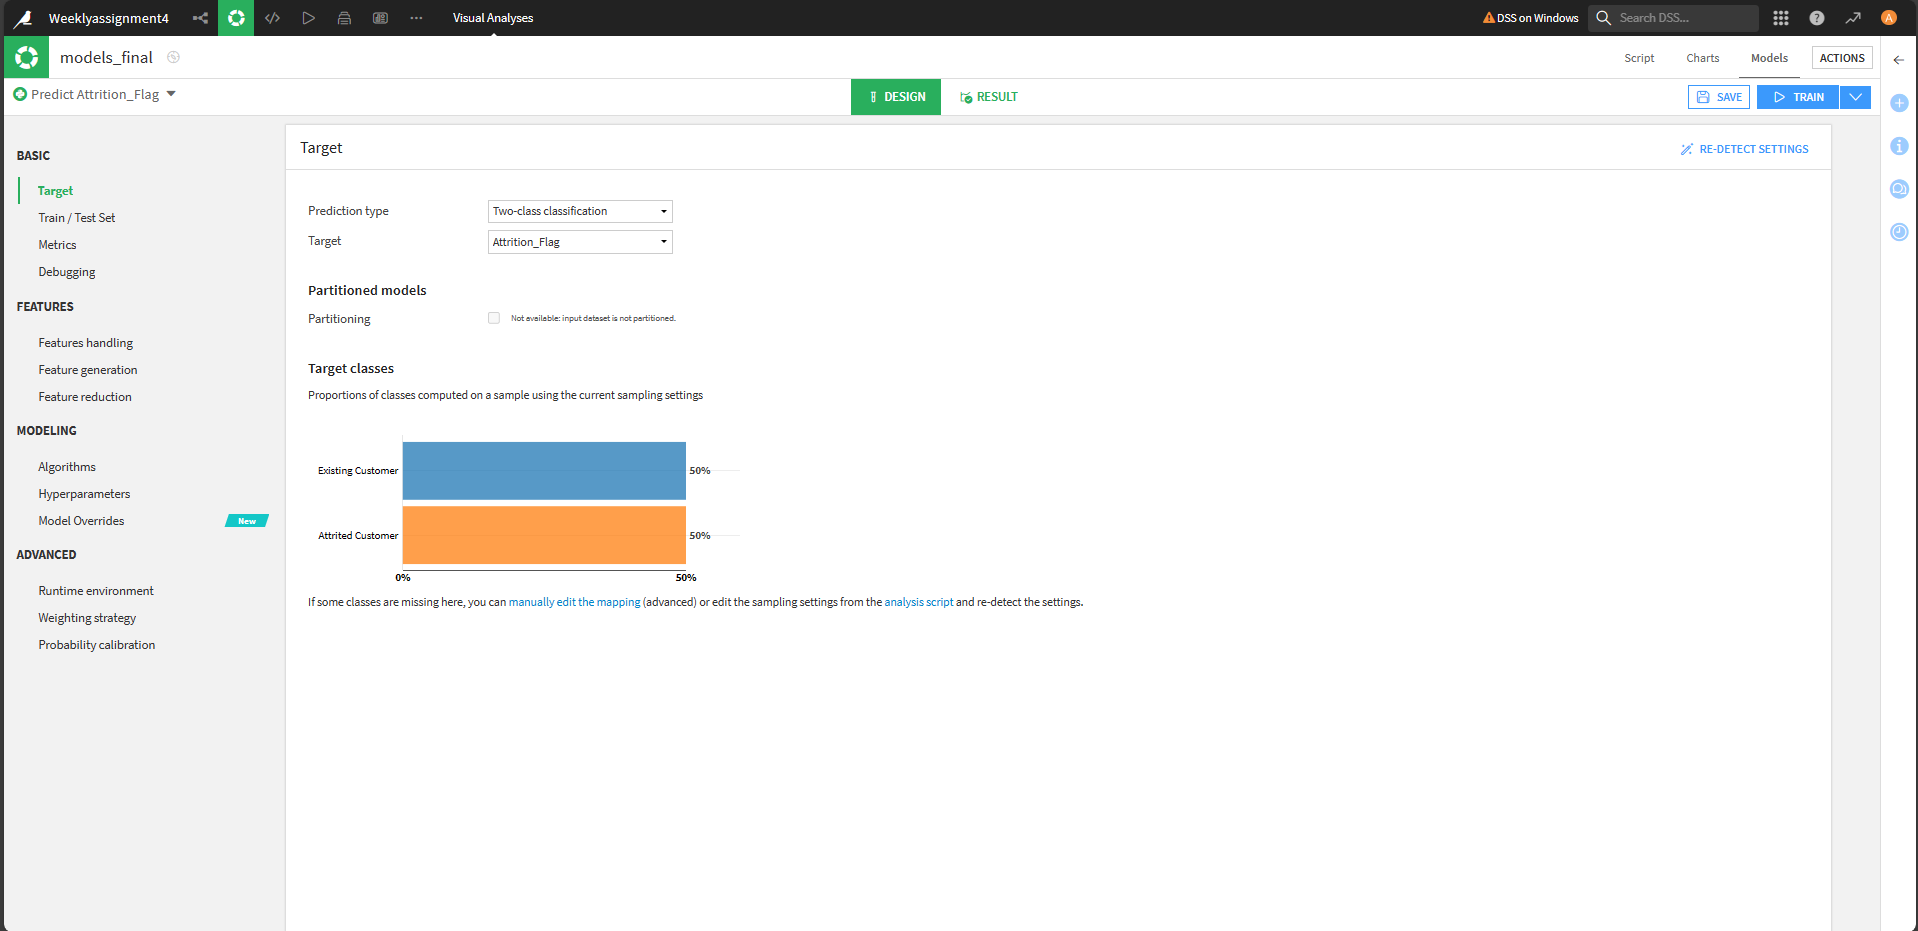 Weeklyassignment4
Visual Analyses
DSS on Windows
Search DSS...
?
A
models_final
Script
Charts
Models
ACTIONS
Predict Attrition_Flag
DESIGN
RESULT
SAVE
TRAIN
BASIC
Target
Train / Test Set
Metrics
Debugging
FEATURES
Features handling
Feature generation
Feature reduction
MODELING
Algorithms
Hyperparameters
Model Overrides
New
ADVANCED
Runtime environment
Weighting strategy
Probability calibration
Target
RE-DETECT SETTINGS
Prediction type
Two-class classification
Target
Attrition_Flag
Partitioned models
Partitioning
Not available: input dataset is not partitioned.
Target classes
Proportions of classes computed on a sample using the current sampling settings
Existing Customer
50%
Attrited Customer
50%
0%
50%
If some classes are missing here, you can manually edit the mapping (advanced) or edit the sampling settings from the analysis script and re-detect the settings.